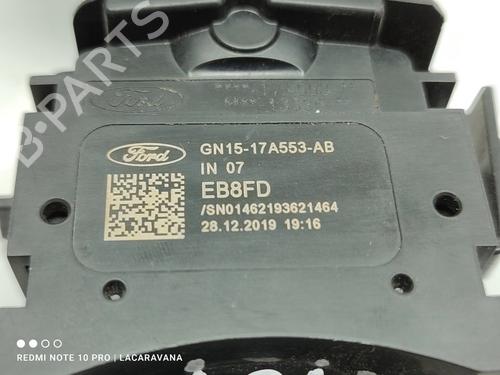 Ford
Ford
GN15-17A553-AB
IN 07
EB8FD
/SN01462193621464
28.12.2019 19:16
B-PARTS
REDMI NOTE 10 PRO | LACARAVANA